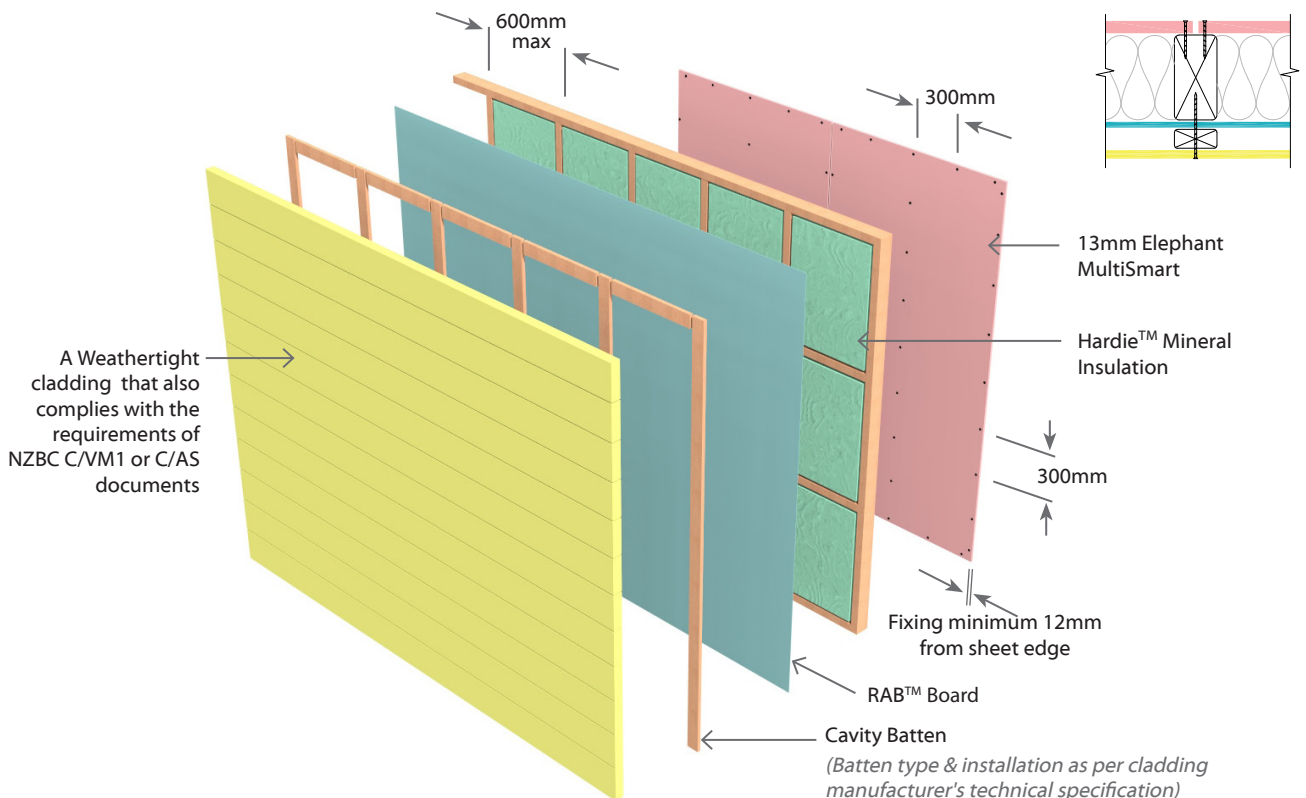 600mm
max
300mm
13mm Elephant
MultiSmart
Hardie™ Mineral
Insulation
A Weathertight
cladding that also
complies with the
requirements of
NZBC C/VM1 or C/AS
documents
300mm
Fixing minimum 12mm
from sheet edge
RAB™ Board
Cavity Batten
(Batten type & installation as per cladding
manufacturer's technical specification)